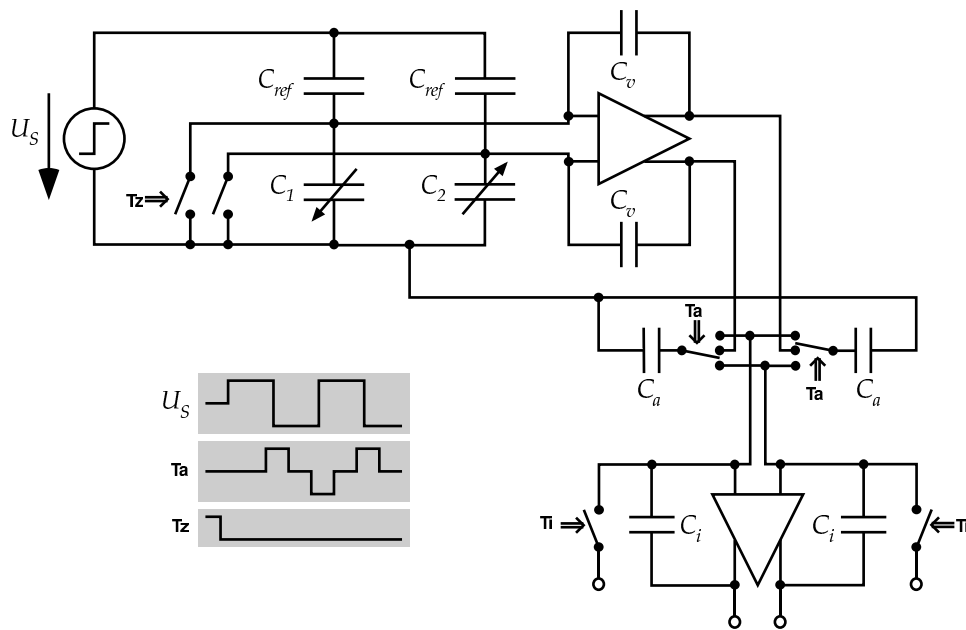 C_v
C_ref
C_ref
U_S
Tz
C_1
C_2
C_v
Ta
C_a
Ta
C_a
U_S
Ta
Tz
Ti
C_i
C_i
Ti